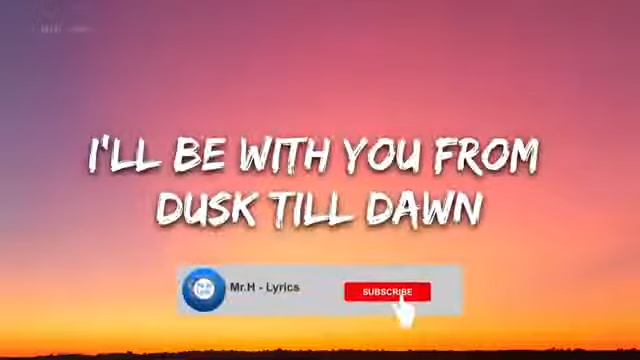 I'LL BE WITH YOU FROM
DUSK TILL DAWN
Mr.H - Lyrics
SUBSCRIBE